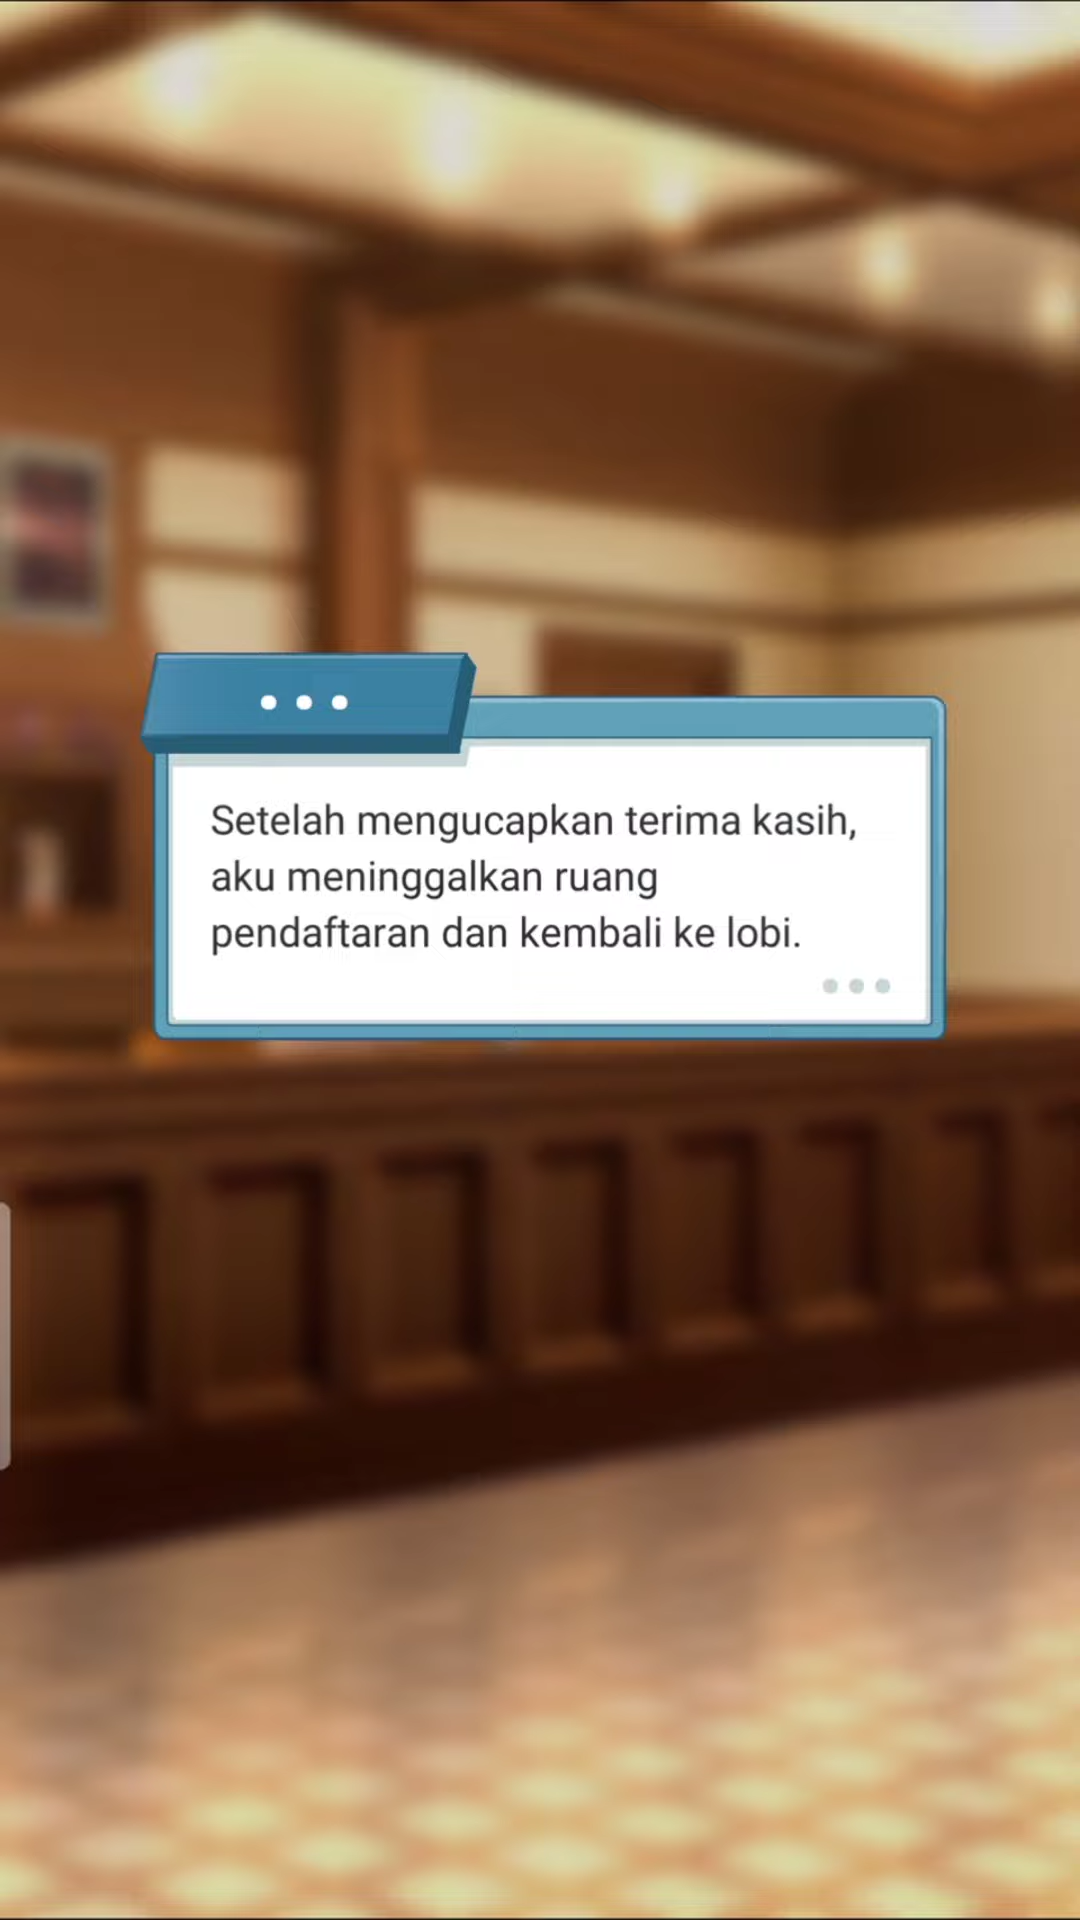 Setelah mengucapkan terima kasih,
aku meninggalkan ruang
pendaftaran dan kembali ke lobi.